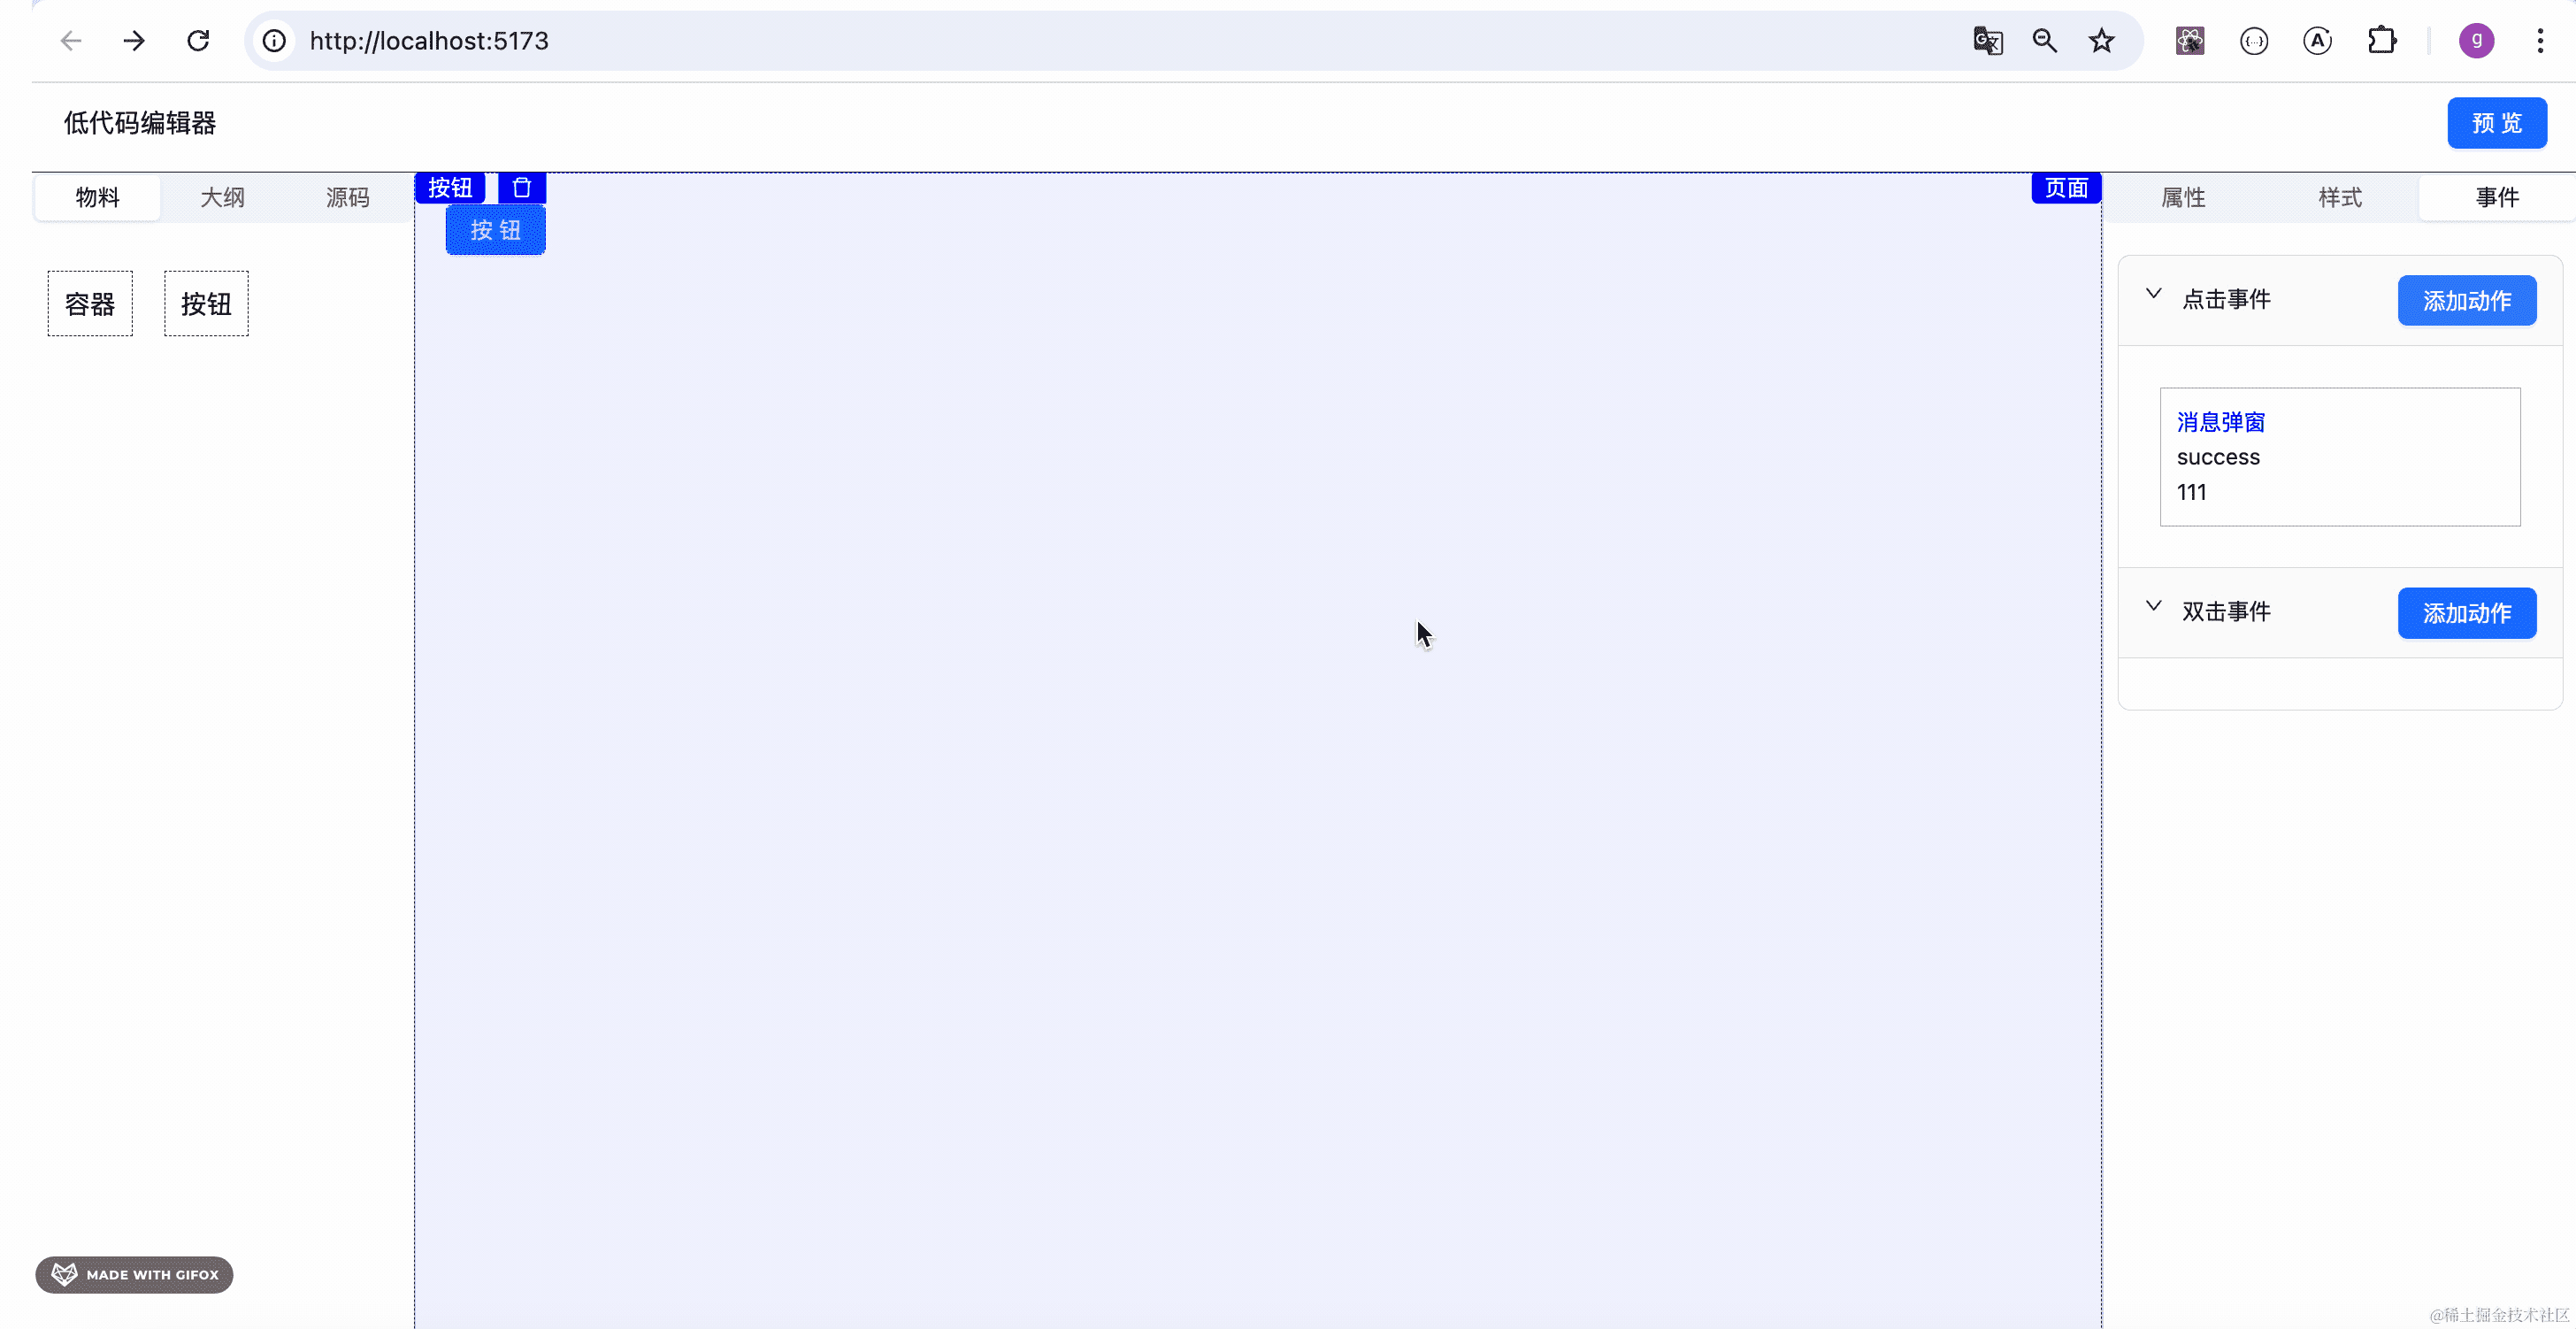 http://localhost:5173
g
低代码编辑器
预 览
物料 大纲 源码
按钮
页面
属性 样式 事件
按 钮
容器 按钮
点击事件 添加动作
消息弹窗
success
111
双击事件 添加动作
MADE WITH GIFOX
@稀土掘金技术社区